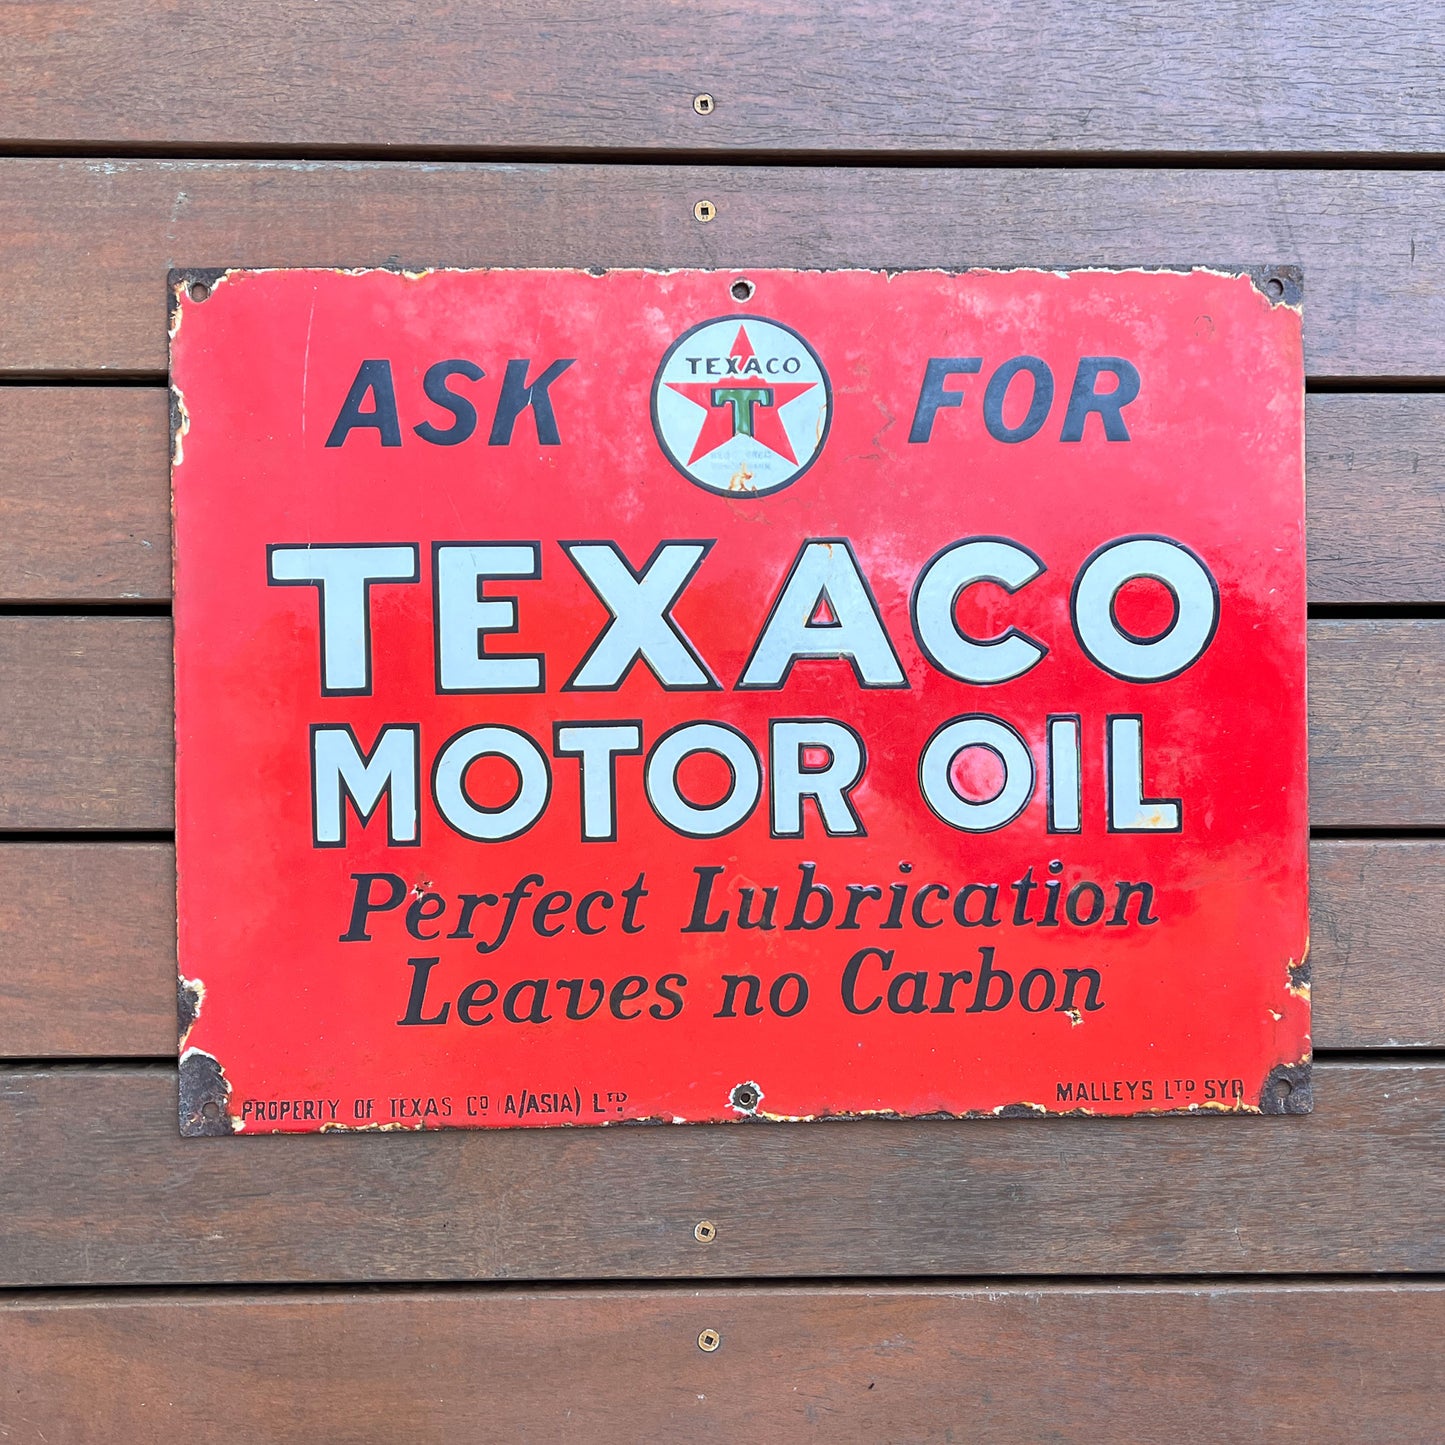 ASK FOR
TEXACO
T
TEXACO
MOTOR OIL
Perfect Lubrication
Leaves no Carbon
PROPERTY OF TEXAS CO (A/ASIA) LTD
MALLEYS LTD SYD